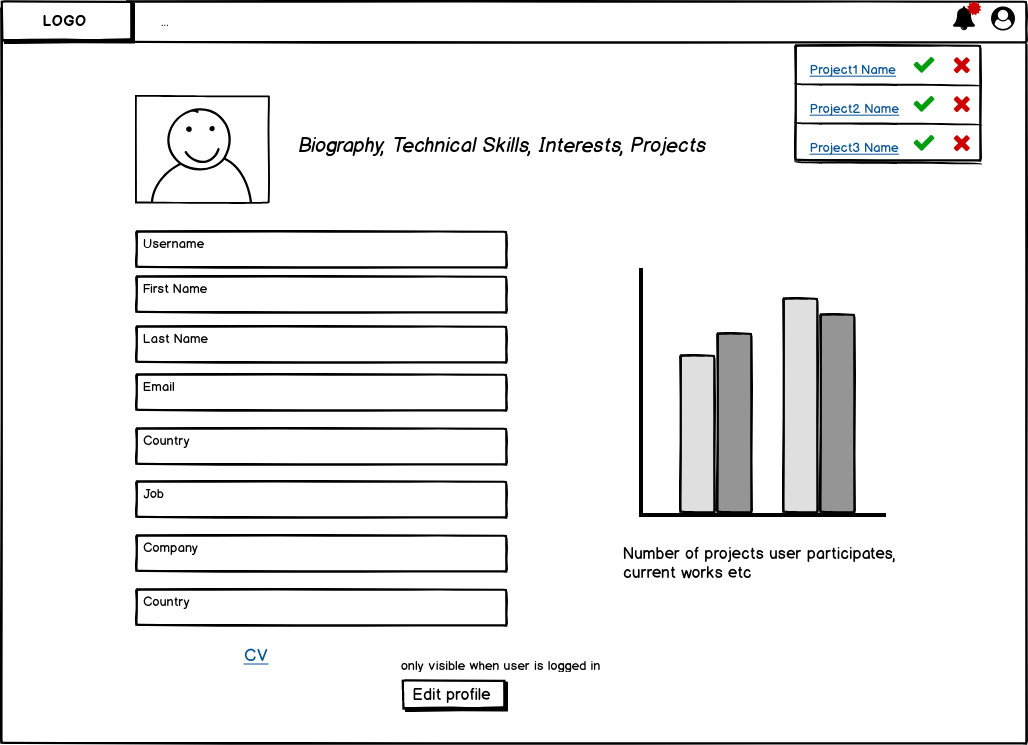 LOGO
...
Project1 Name
Project2 Name
Project3 Name
Biography, Technical Skills, Interests, Projects
Username
First Name
Last Name
Email
Country
Job
Company
Country
Number of projects user participates,
current works etc
CV
only visible when user is logged in
Edit profile